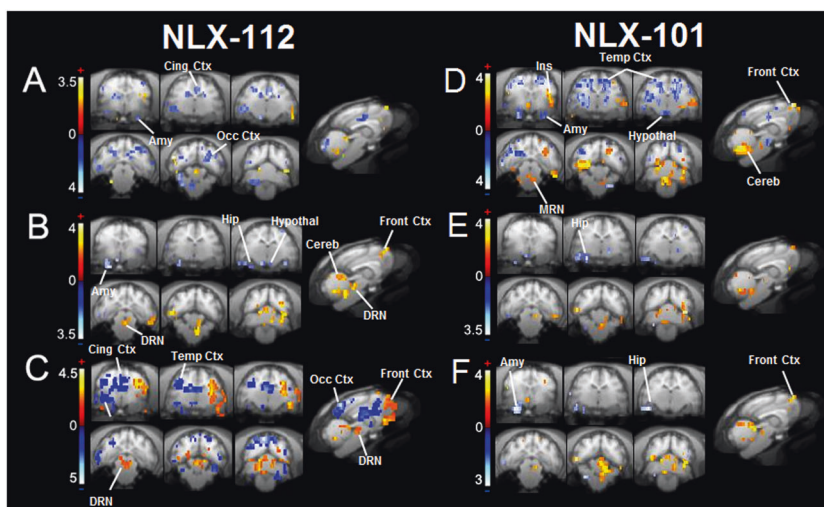 NLX-112
NLX-101
A
+
3.5
0
4
-
Cing Ctx
Amy
Occ Ctx
B
+
4
0
3.5
-
Hip
Hypothal
Amy
DRN
Cereb
Front Ctx
DRN
C
+
4.5
0
5
-
Cing Ctx
Temp Ctx
DRN
Occ Ctx
Front Ctx
DRN
D
+
4
0
4
-
Ins
Temp Ctx
Amy
Hypothal
MRN
Front Ctx
Cereb
E
+
4
0
3.5
-
Hip
F
+
4
0
3
-
Amy
Hip
Front Ctx